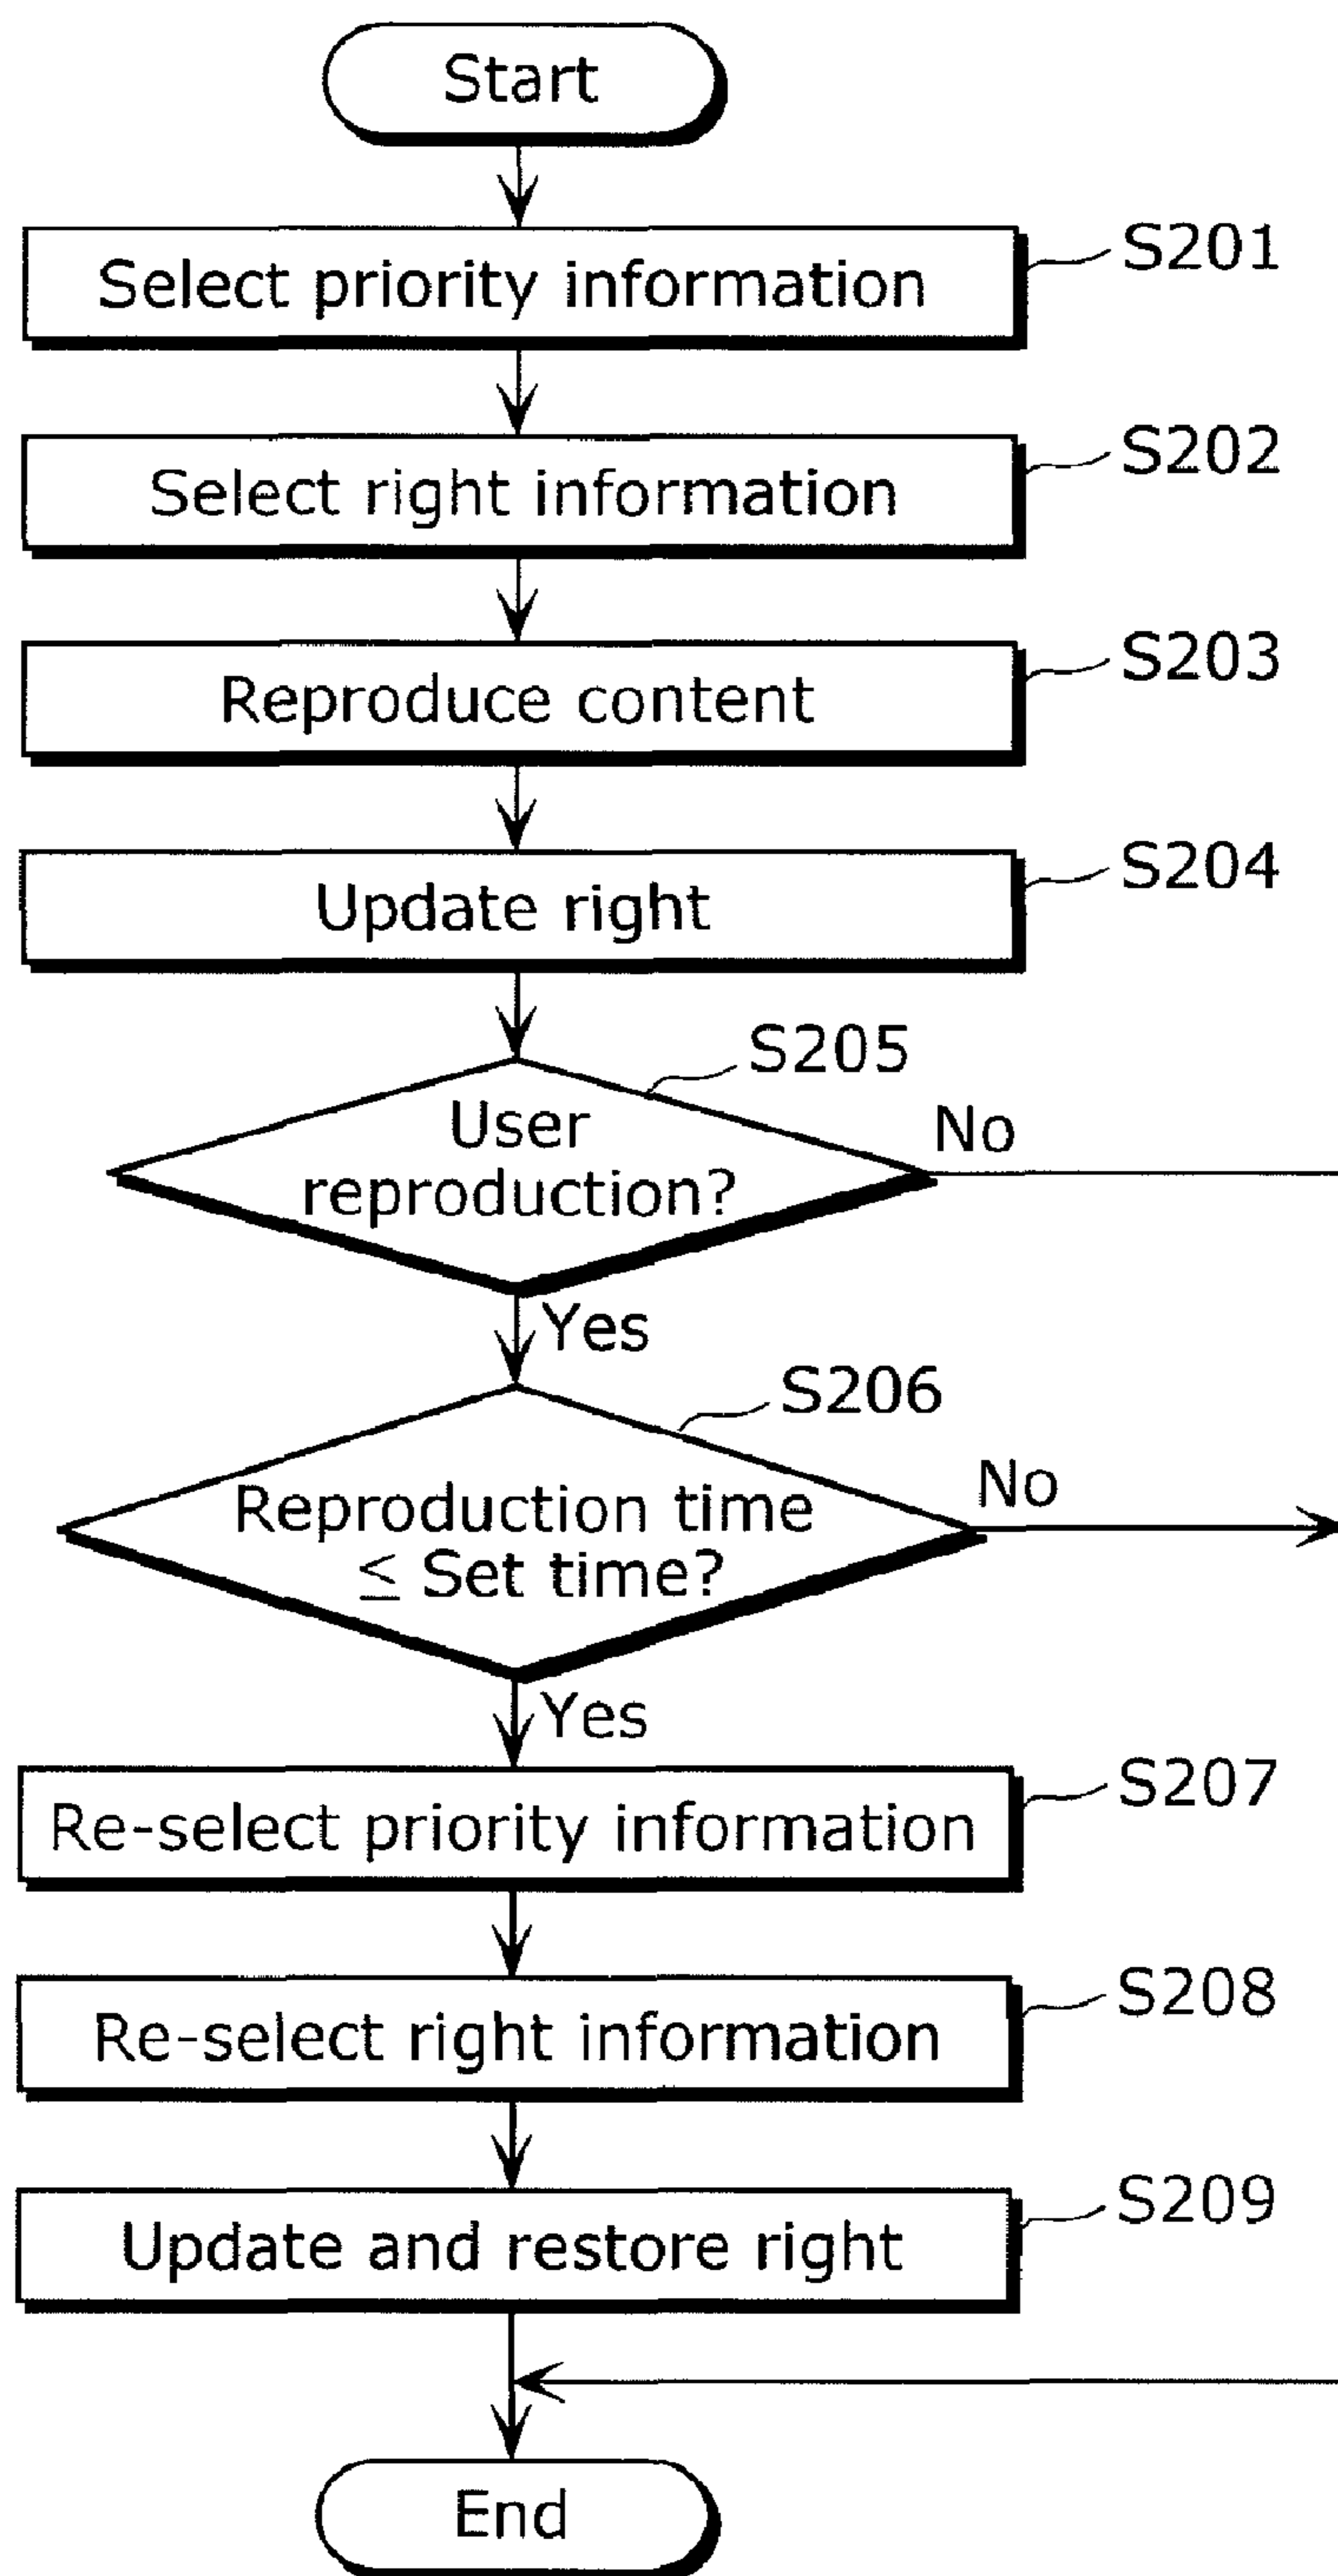 Start
Select priority information
S201
Select right information
S202
Reproduce content
S203
Update right
S204
S205
User
reproduction?
No
Yes
S206
Reproduction time
≤ Set time?
No
Yes
Re-select priority information
S207
Re-select right information
S208
Update and restore right
S209
End